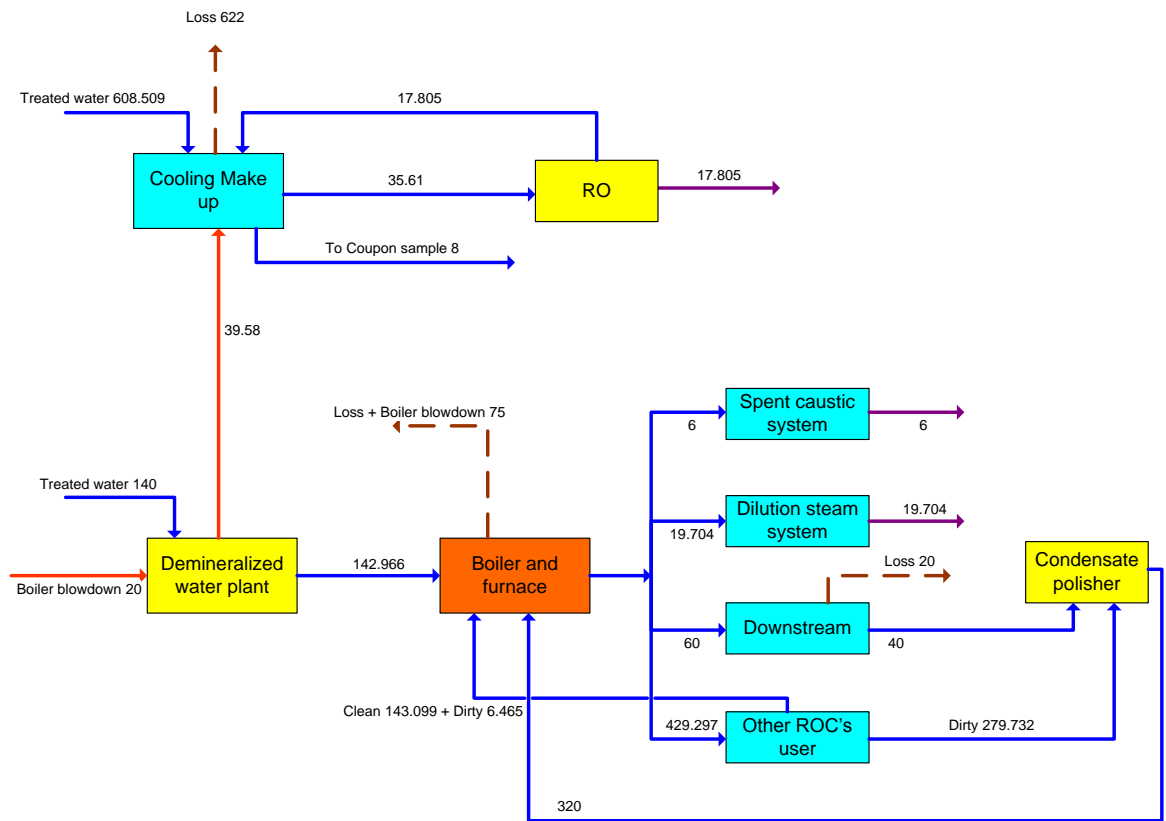 Loss 622
Treated water 608.509
17.805
Cooling Make
up
35.61
RO
17.805
To Coupon sample 8
39.58
Loss + Boiler blowdown 75
Spent caustic
system
6
6
Treated water 140
Dilution steam
system
19.704
19.704
Demineralized
water plant
Boiler blowdown 20
142.966
Boiler and
furnace
Loss 20
Condensate
polisher
Downstream
60
40
Clean 143.099 + Dirty 6.465
429.297
Other ROC's
user
Dirty 279.732
320